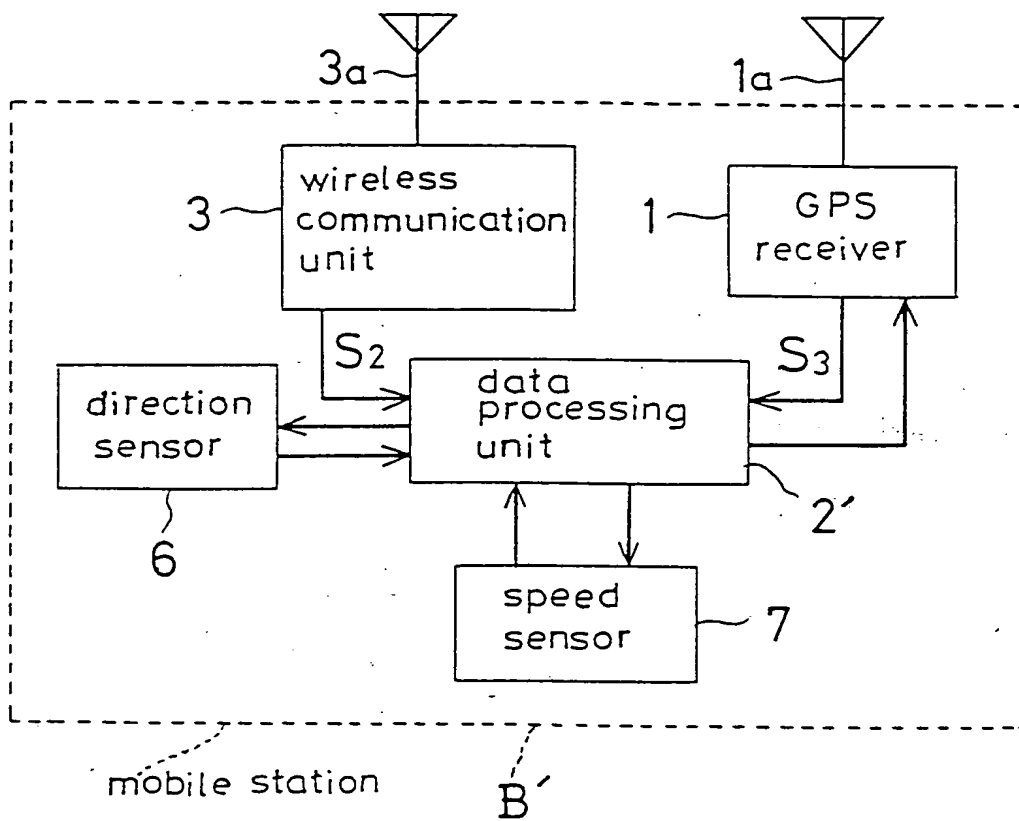 3a
1a
wireless
communication
unit
3
GPS
receiver
1
S2
S3
direction
sensor
data
processing
unit
6
2′
speed
sensor
7
mobile station
B′